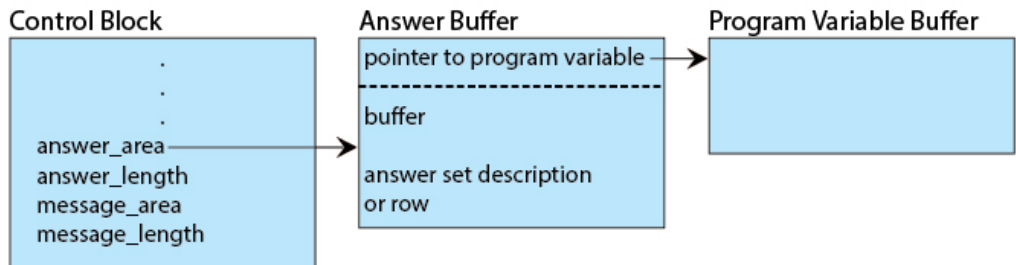 Control Block
.
.
.
answer_area
answer_length
message_area
message_length
Answer Buffer
pointer to program variable
buffer
answer set description
or row
Program Variable Buffer